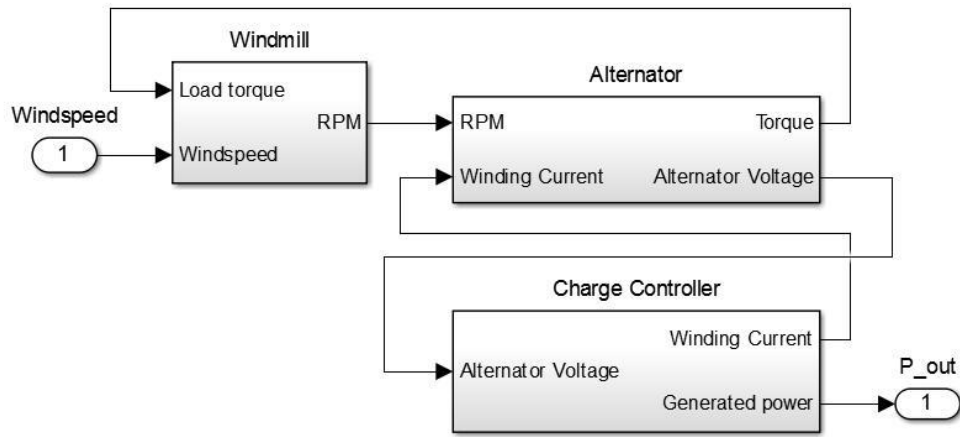 Windmill
Load torque
RPM
Windspeed
Windspeed
1
Alternator
RPM
Torque
Winding Current
Alternator Voltage
Charge Controller
Winding Current
Alternator Voltage
Generated power
P_out
1